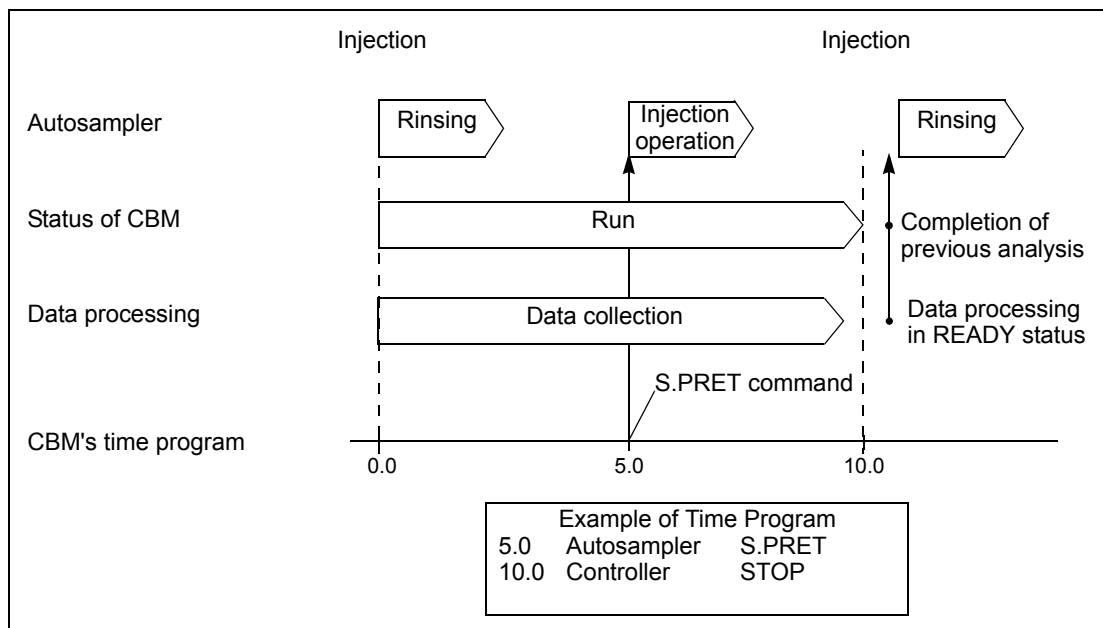 Injection Injection
Autosampler Rinsing Injection operation Rinsing
Status of CBM Run Completion of previous analysis
Data processing Data collection Data processing in READY status
S.PRET command
CBM's time program
0.0 5.0 10.0
Example of Time Program
5.0 Autosampler S.PRET
10.0 Controller STOP